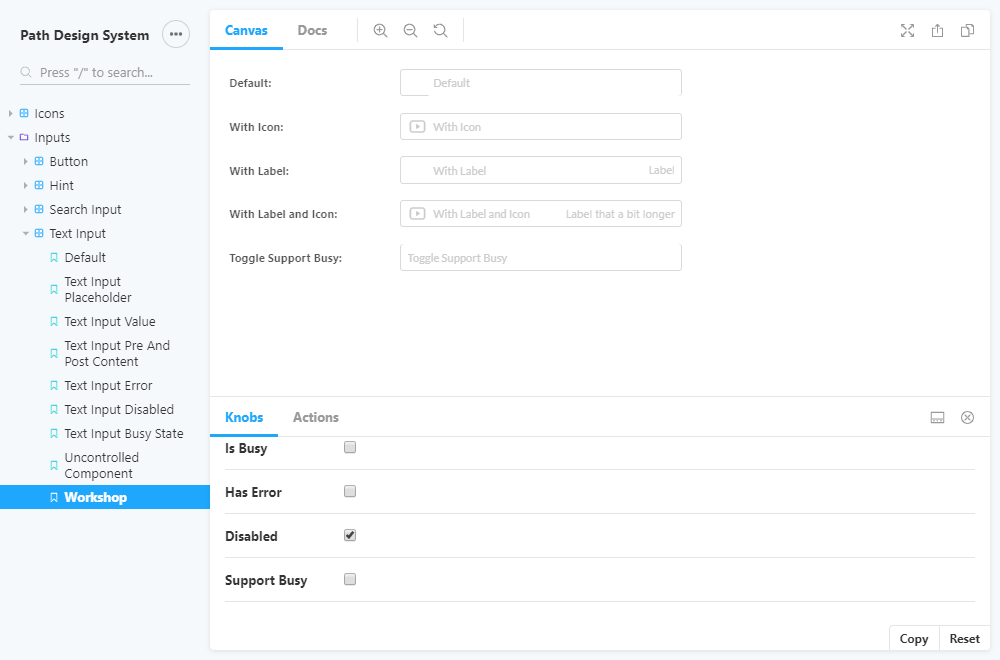 Path Design System
Press "/" to search...
Icons
Inputs
Button
Hint
Search Input
Text Input
Default
Text Input
Placeholder
Text Input Value
Text Input Pre And
Post Content
Text Input Error
Text Input Disabled
Text Input Busy State
Uncontrolled
Component
Workshop
Canvas Docs
Default: Default
With Icon: With Icon
With Label: With Label Label
With Label and Icon: With Label and Icon Label that a bit longer
Toggle Support Busy: Toggle Support Busy
Knobs Actions
Is Busy
Has Error
Disabled
Support Busy
Copy Reset